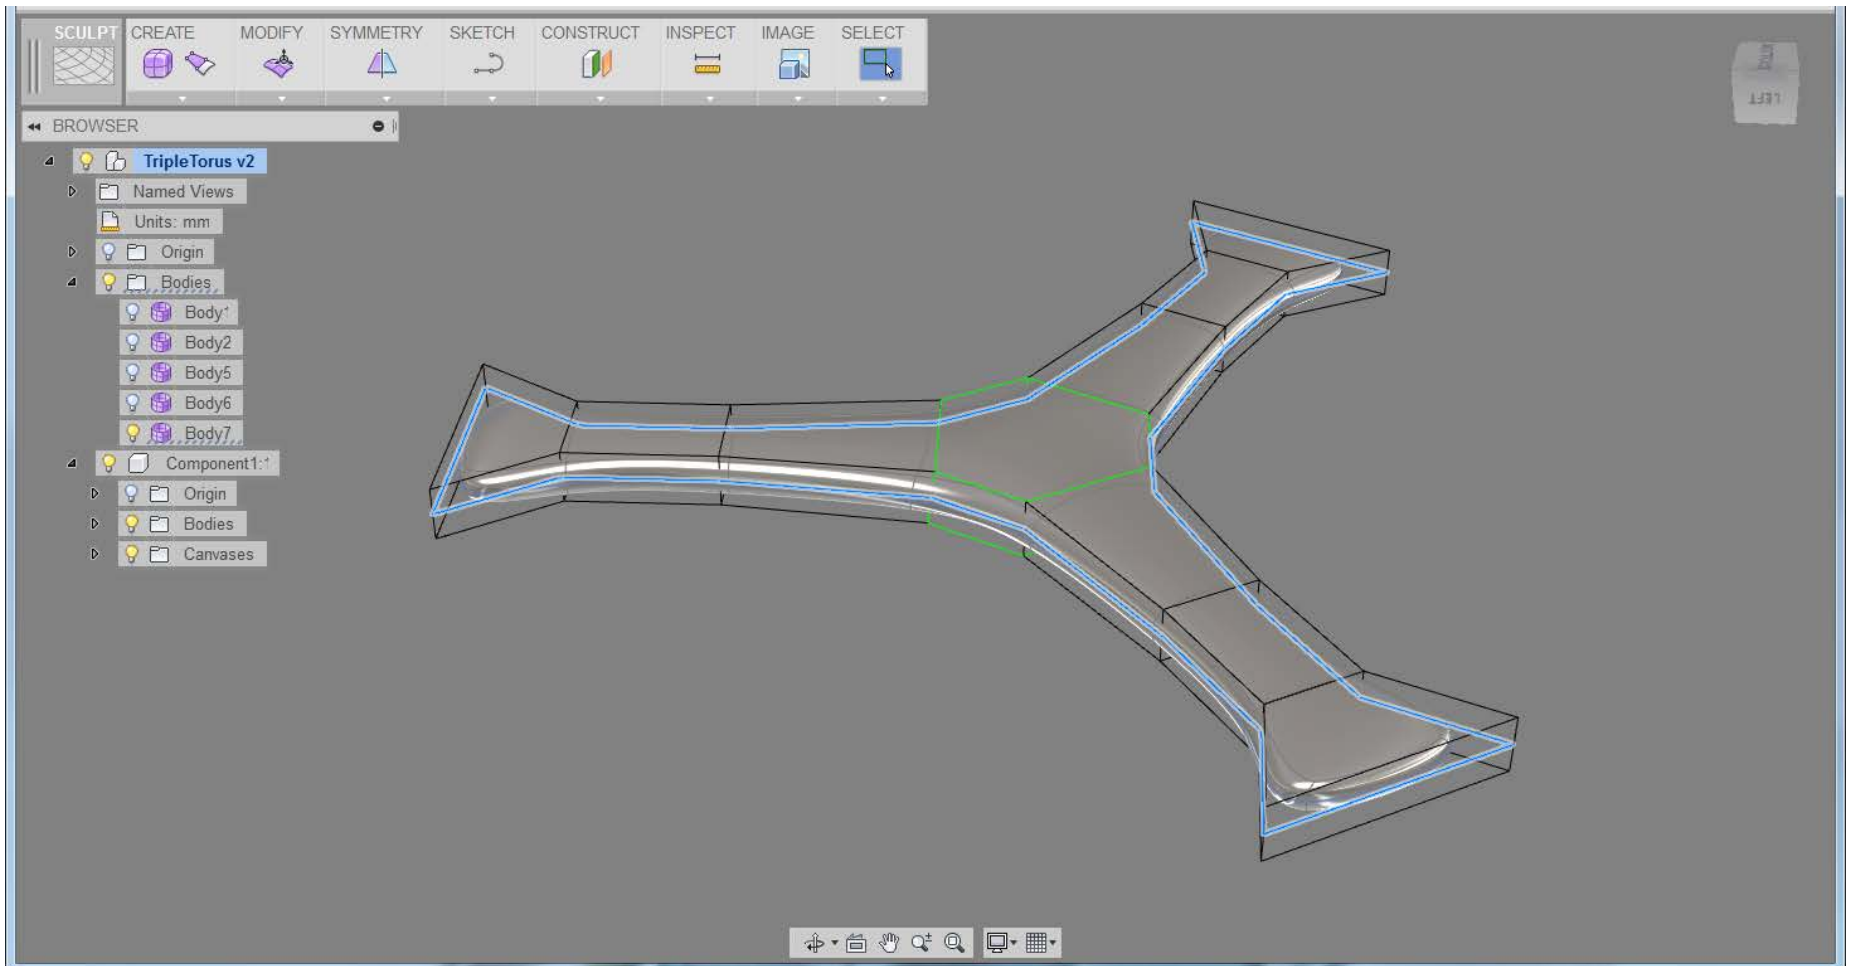 SCULPT CREATE MODIFY SYMMETRY SKETCH CONSTRUCT INSPECT IMAGE SELECT
BROWSER
TripleTorus v2
Named Views
Units: mm
Origin
Bodies
Body1
Body2
Body5
Body6
Body7
Component1:1
Origin
Bodies
Canvases
LEFT